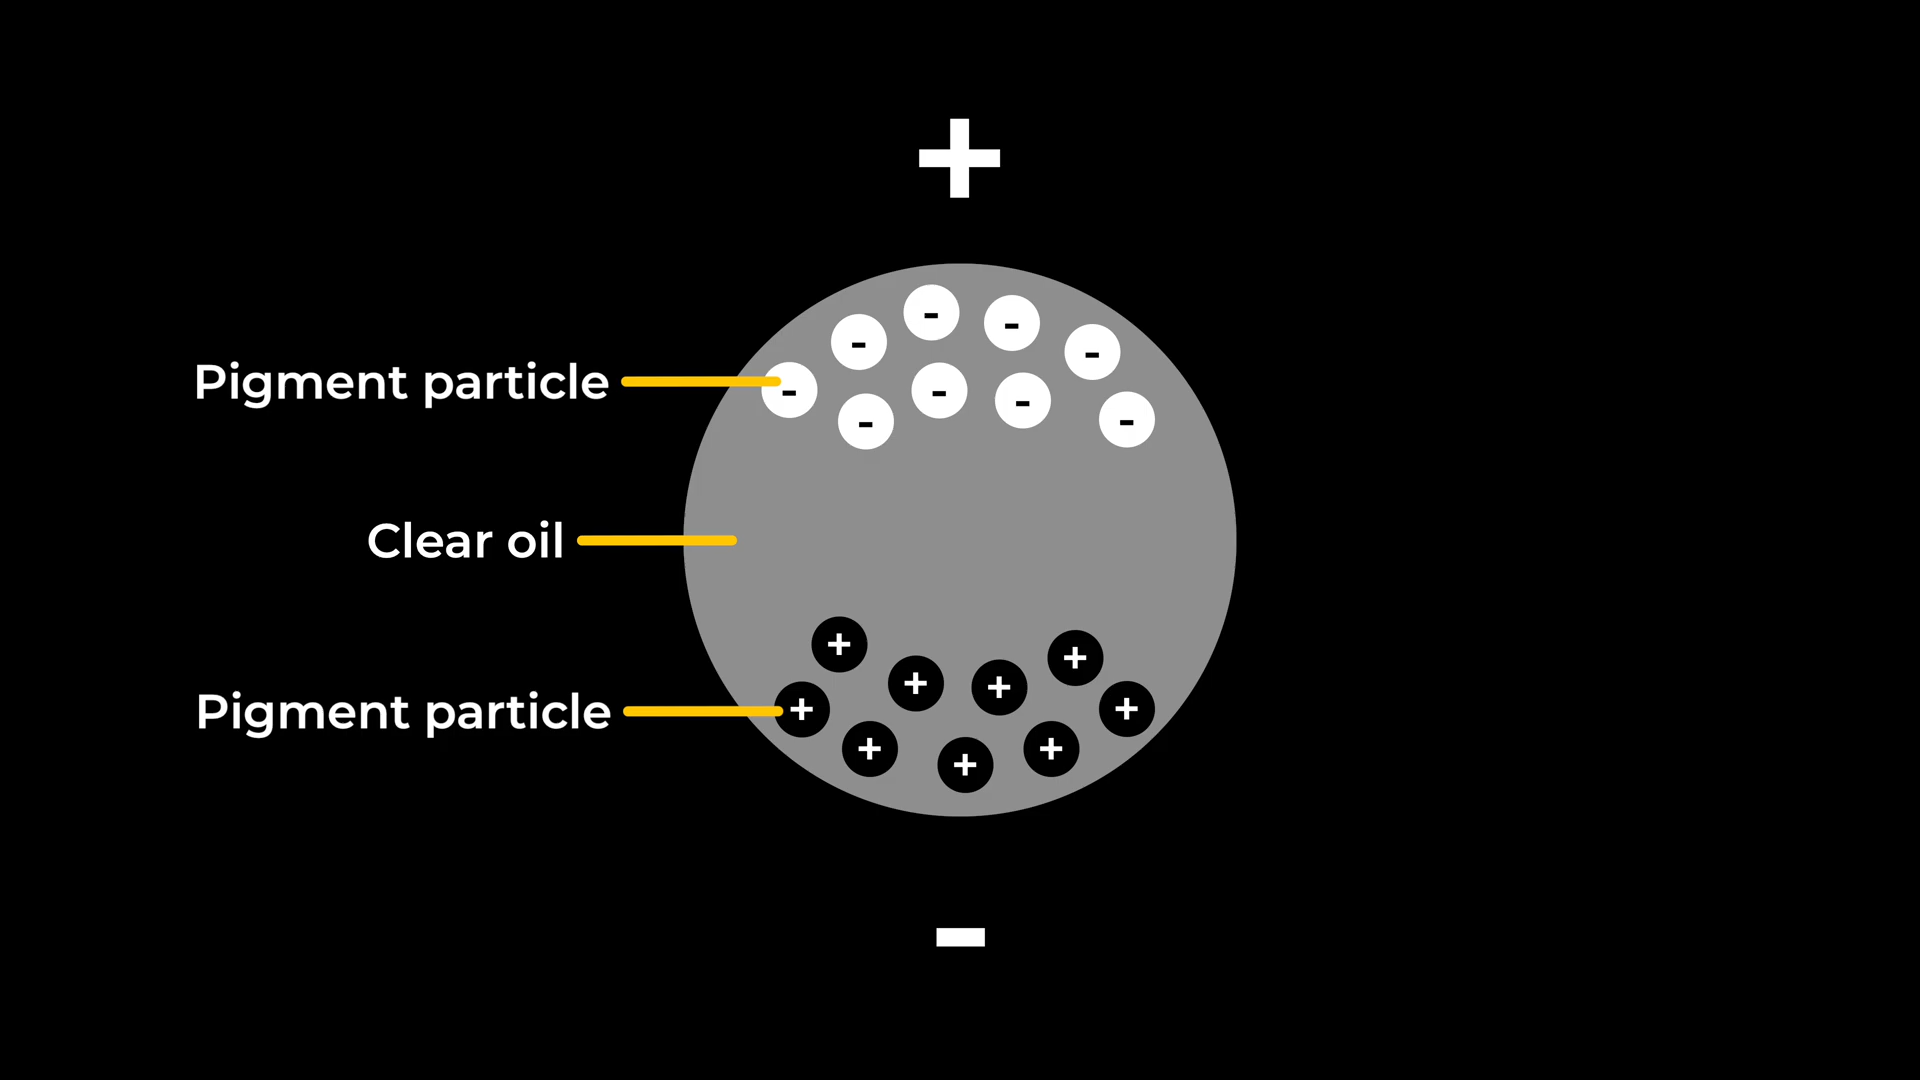 +
- - - -
Pigment particle - - - - -
Clear oil
+ + + +
Pigment particle + +
+ + +
-